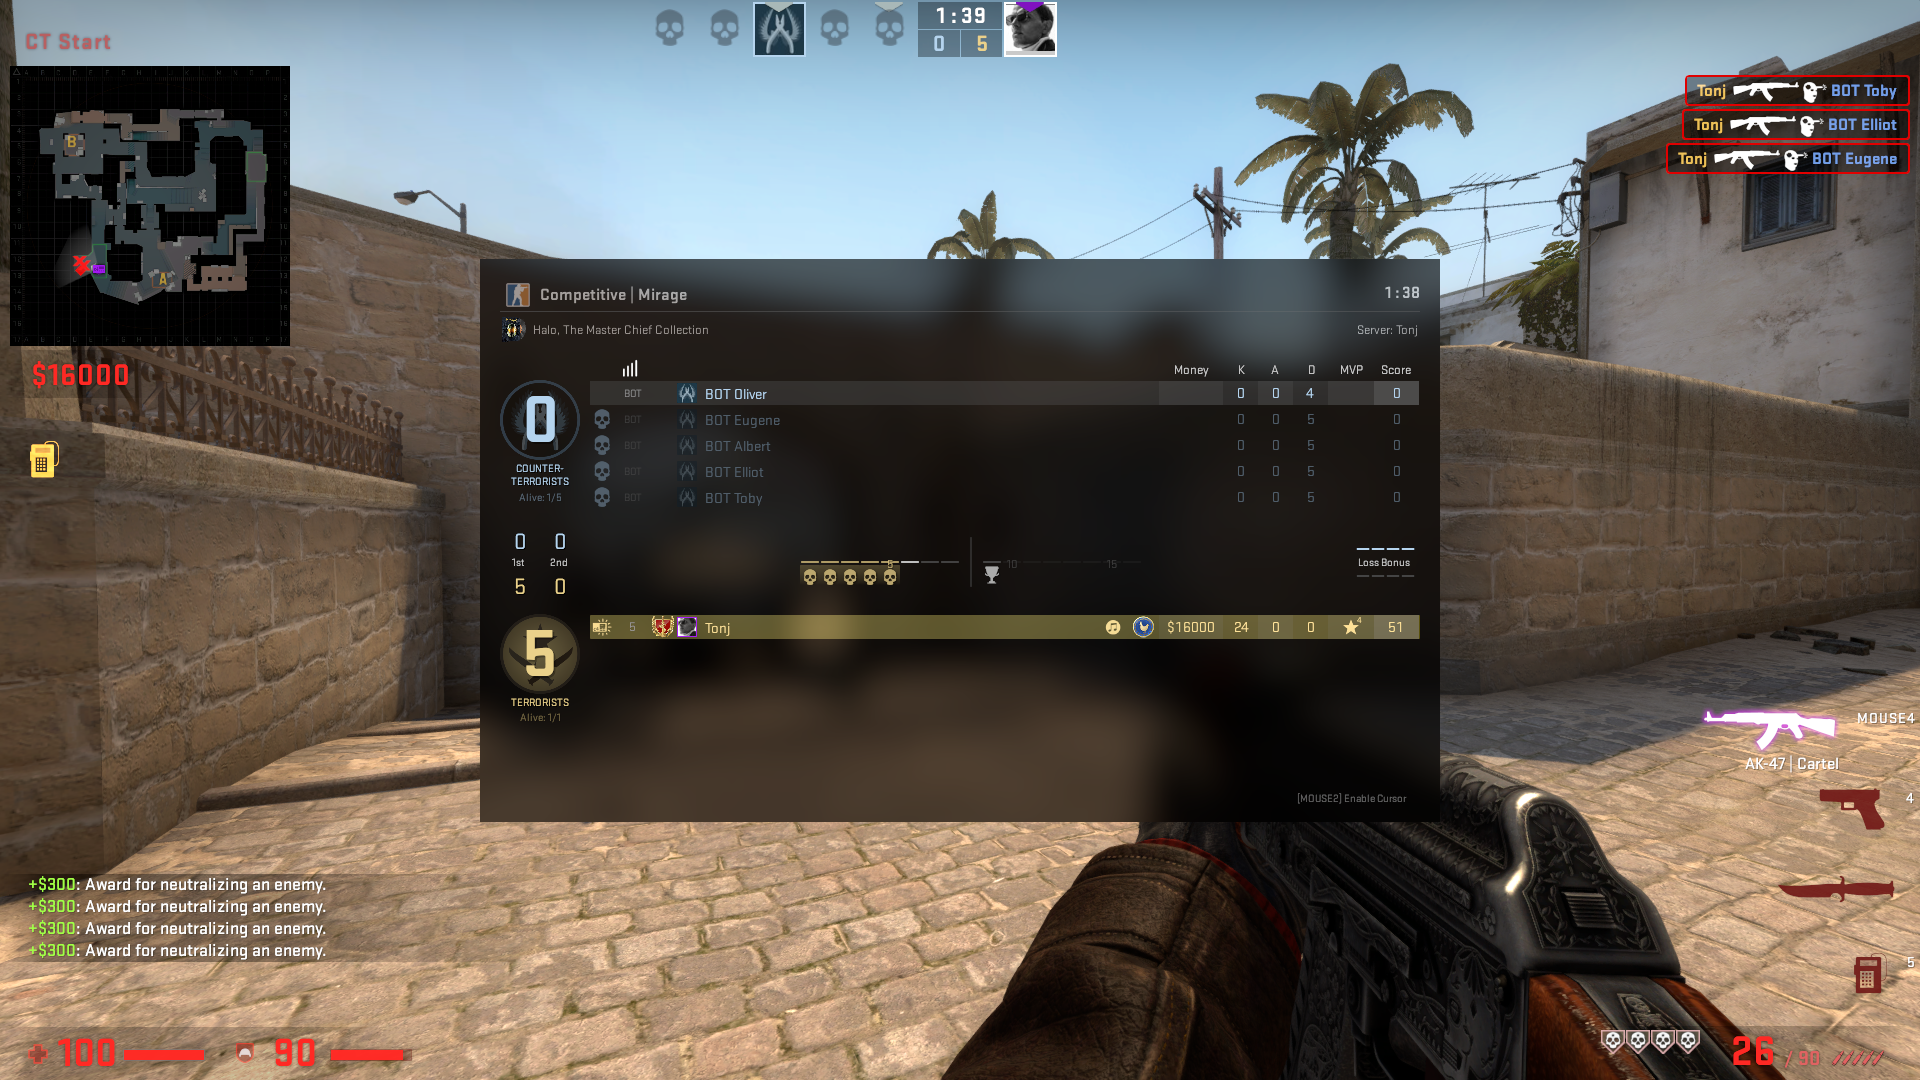 CT Start
1:39
0 5
B
A
$16000
Tonj BOT Toby
Tonj BOT Elliot
Tonj BOT Eugene
Competitive | Mirage 1:38
Halo, The Master Chief Collection Server: Tonj
Money K A D MVP Score
BOT BOT Oliver 0 0 4 0
BOT BOT Eugene 0 0 5 0
BOT BOT Albert 0 0 5 0
BOT BOT Elliot 0 0 5 0
BOT BOT Toby 0 0 5 0
0
COUNTER-
TERRORISTS
Alive: 1/5
0 0
1st 2nd
5 0
5 10 15
Loss Bonus
5 Tonj $16000 24 0 0 4 51
5
TERRORISTS
Alive: 1/1
[MOUSE2] Enable Cursor
MOUSE4
AK-47 | Cartel
4
5
+$300: Award for neutralizing an enemy.
+$300: Award for neutralizing an enemy.
+$300: Award for neutralizing an enemy.
+$300: Award for neutralizing an enemy.
100 90
26 / 90